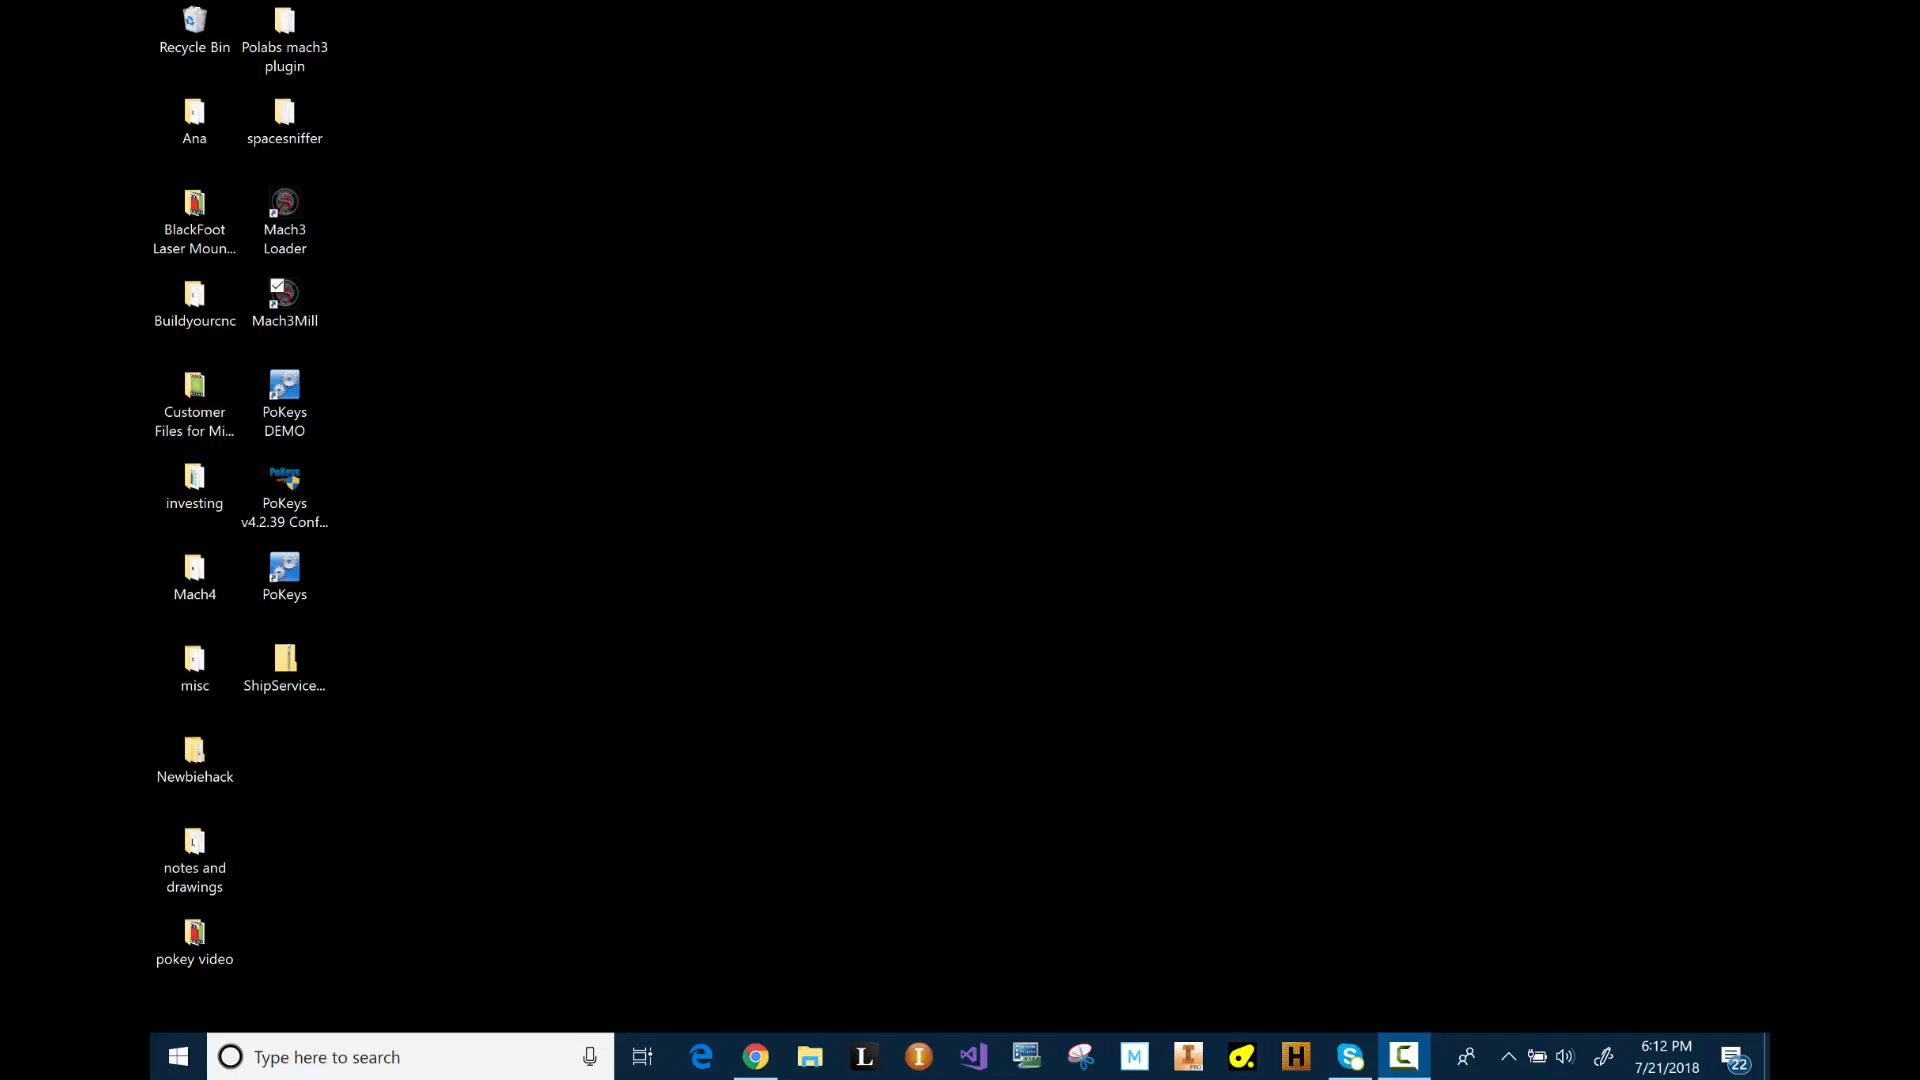 Recycle Bin
Polabs mach3
plugin
Ana
spacesniffer
BlackFoot
Laser Moun...
Mach3
Loader
Buildyourcnc
Mach3Mill
Customer
Files for Mi...
PoKeys
DEMO
investing
PoKeys
PoKeys
v4.2.39 Conf...
Mach4
PoKeys
misc
ShipService...
Newbiehack
notes and
drawings
pokey video
Type here to search
L
I
M
I
PRO
H
S
C
6:12 PM
7/21/2018
22